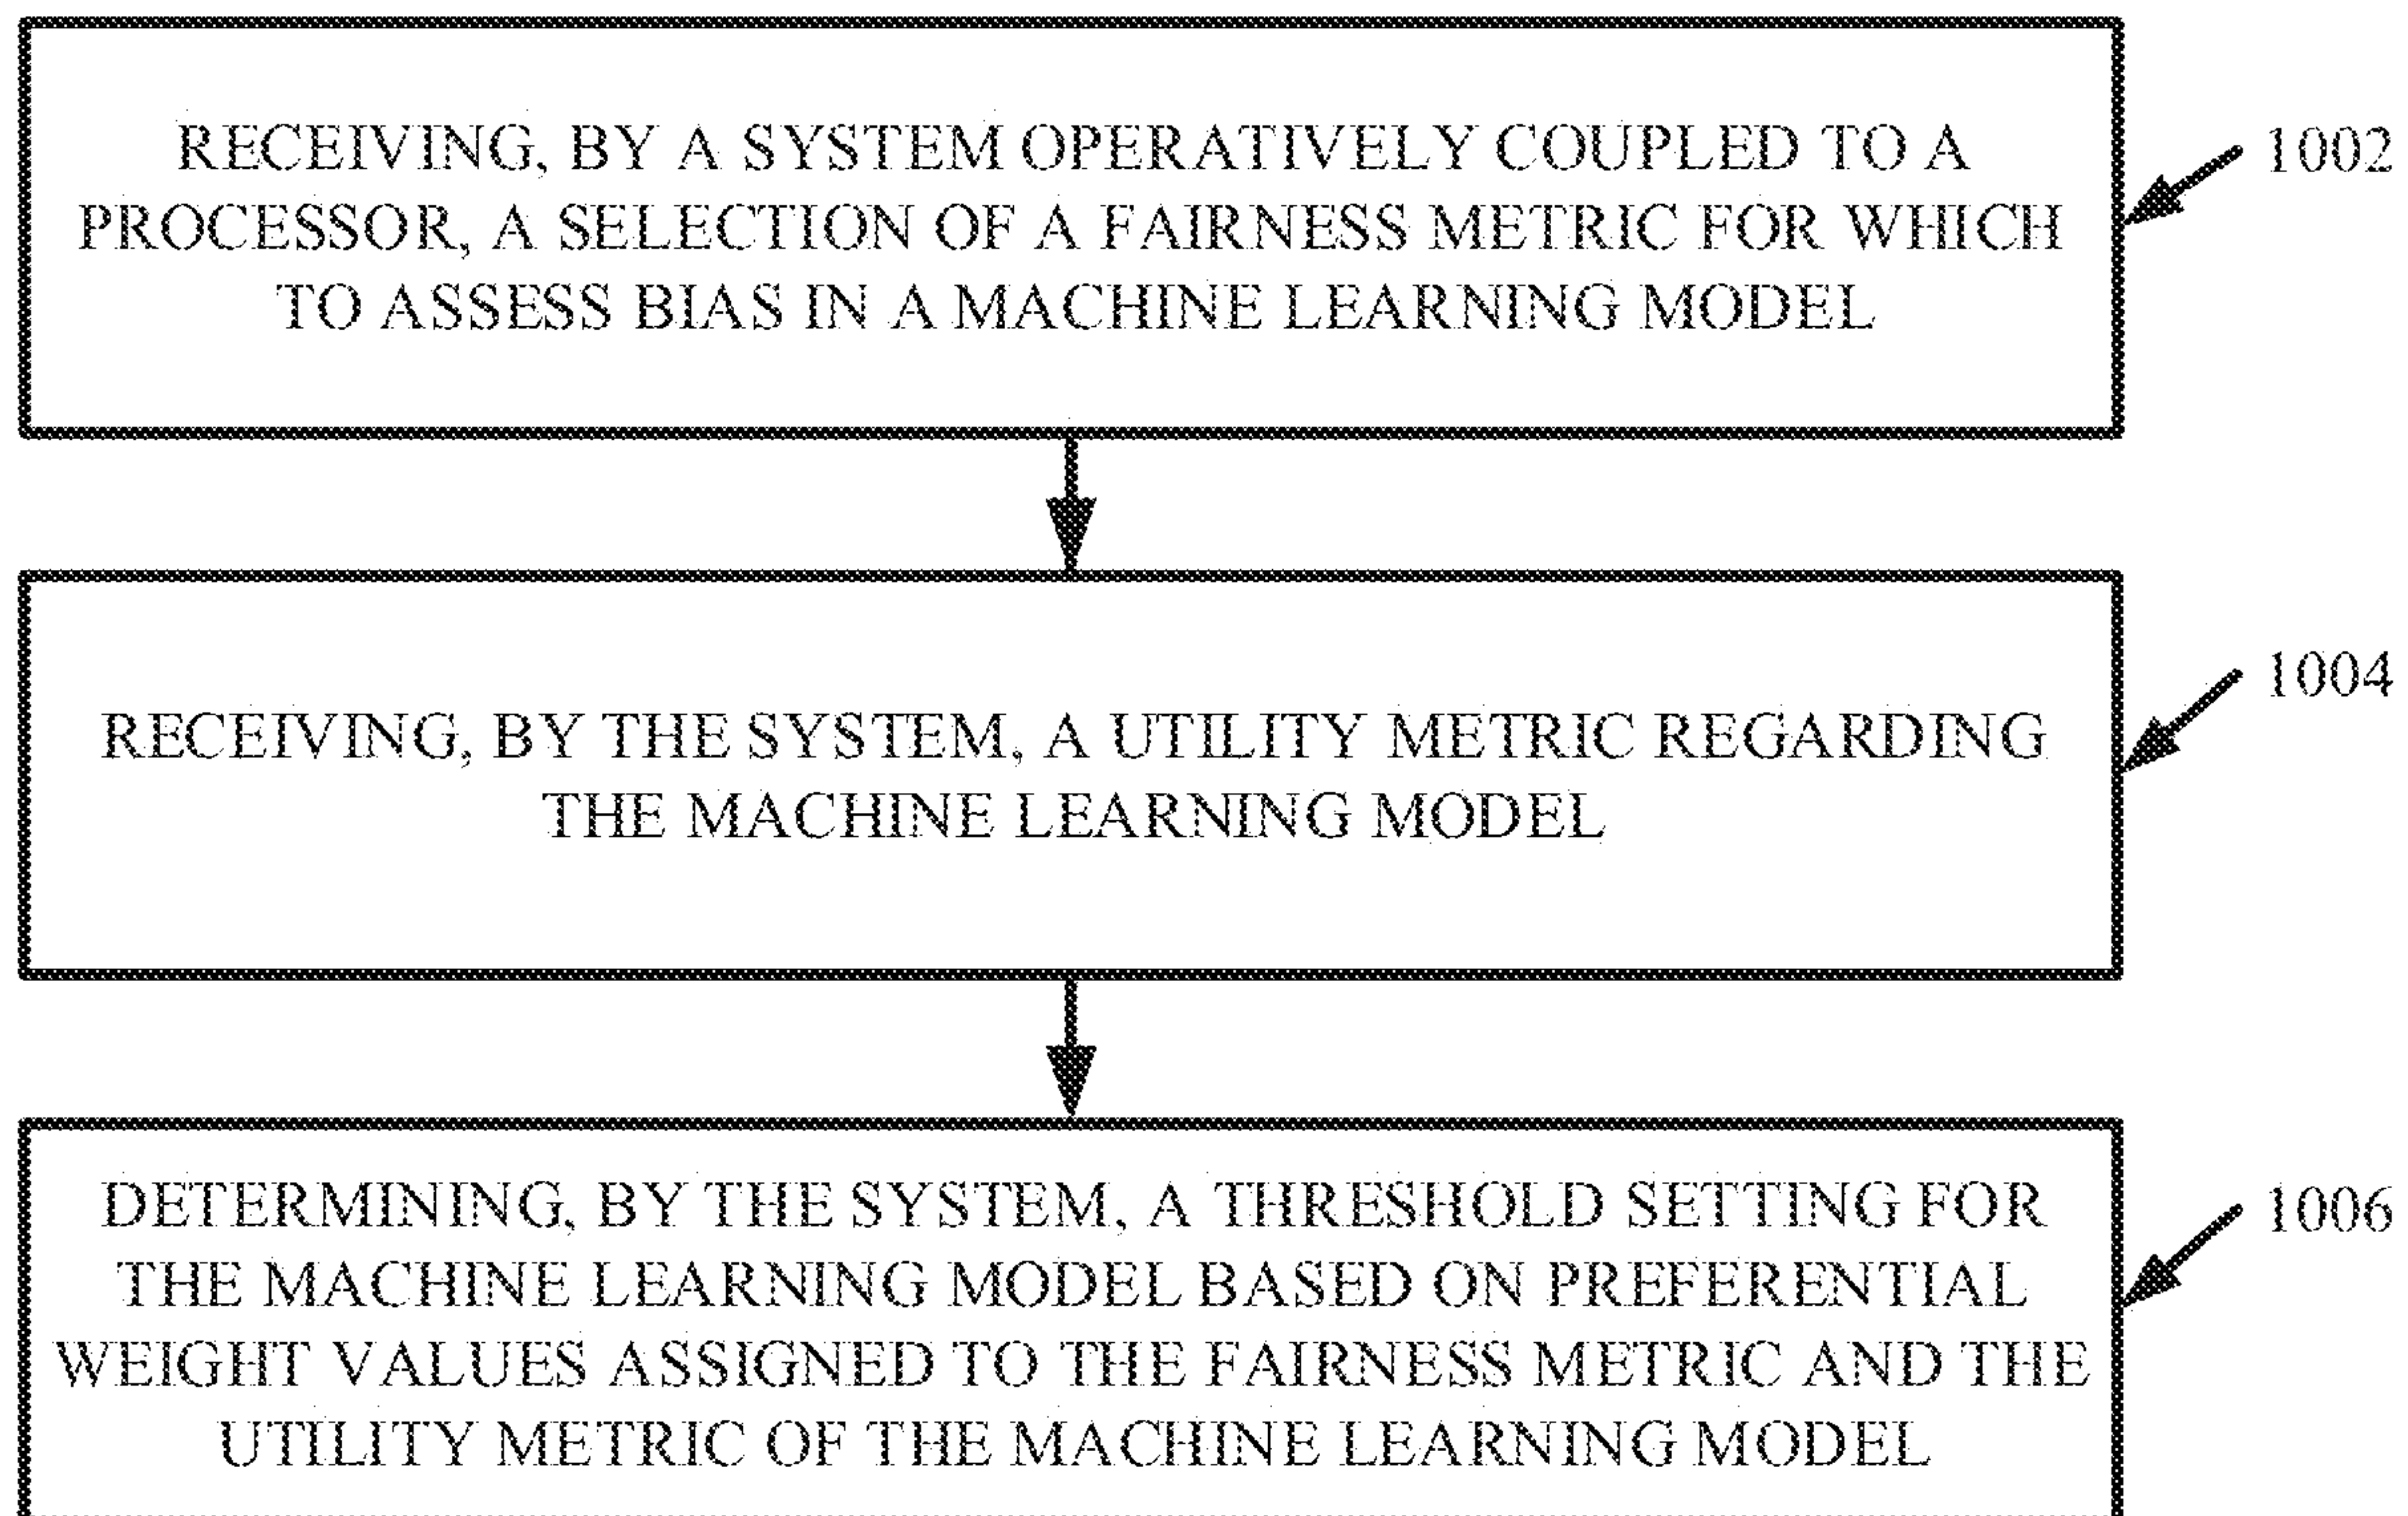 RECEIVING, BY A SYSTEM OPERATIVELY COUPLED TO A
PROCESSOR, A SELECTION OF A FAIRNESS METRIC FOR WHICH
TO ASSESS BIAS IN A MACHINE LEARNING MODEL
1002
RECEIVING, BY THE SYSTEM, A UTILITY METRIC REGARDING
THE MACHINE LEARNING MODEL
1004
DETERMINING, BY THE SYSTEM, A THRESHOLD SETTING FOR
THE MACHINE LEARNING MODEL BASED ON PREFERENTIAL
WEIGHT VALUES ASSIGNED TO THE FAIRNESS METRIC AND THE
UTILITY METRIC OF THE MACHINE LEARNING MODEL
1006